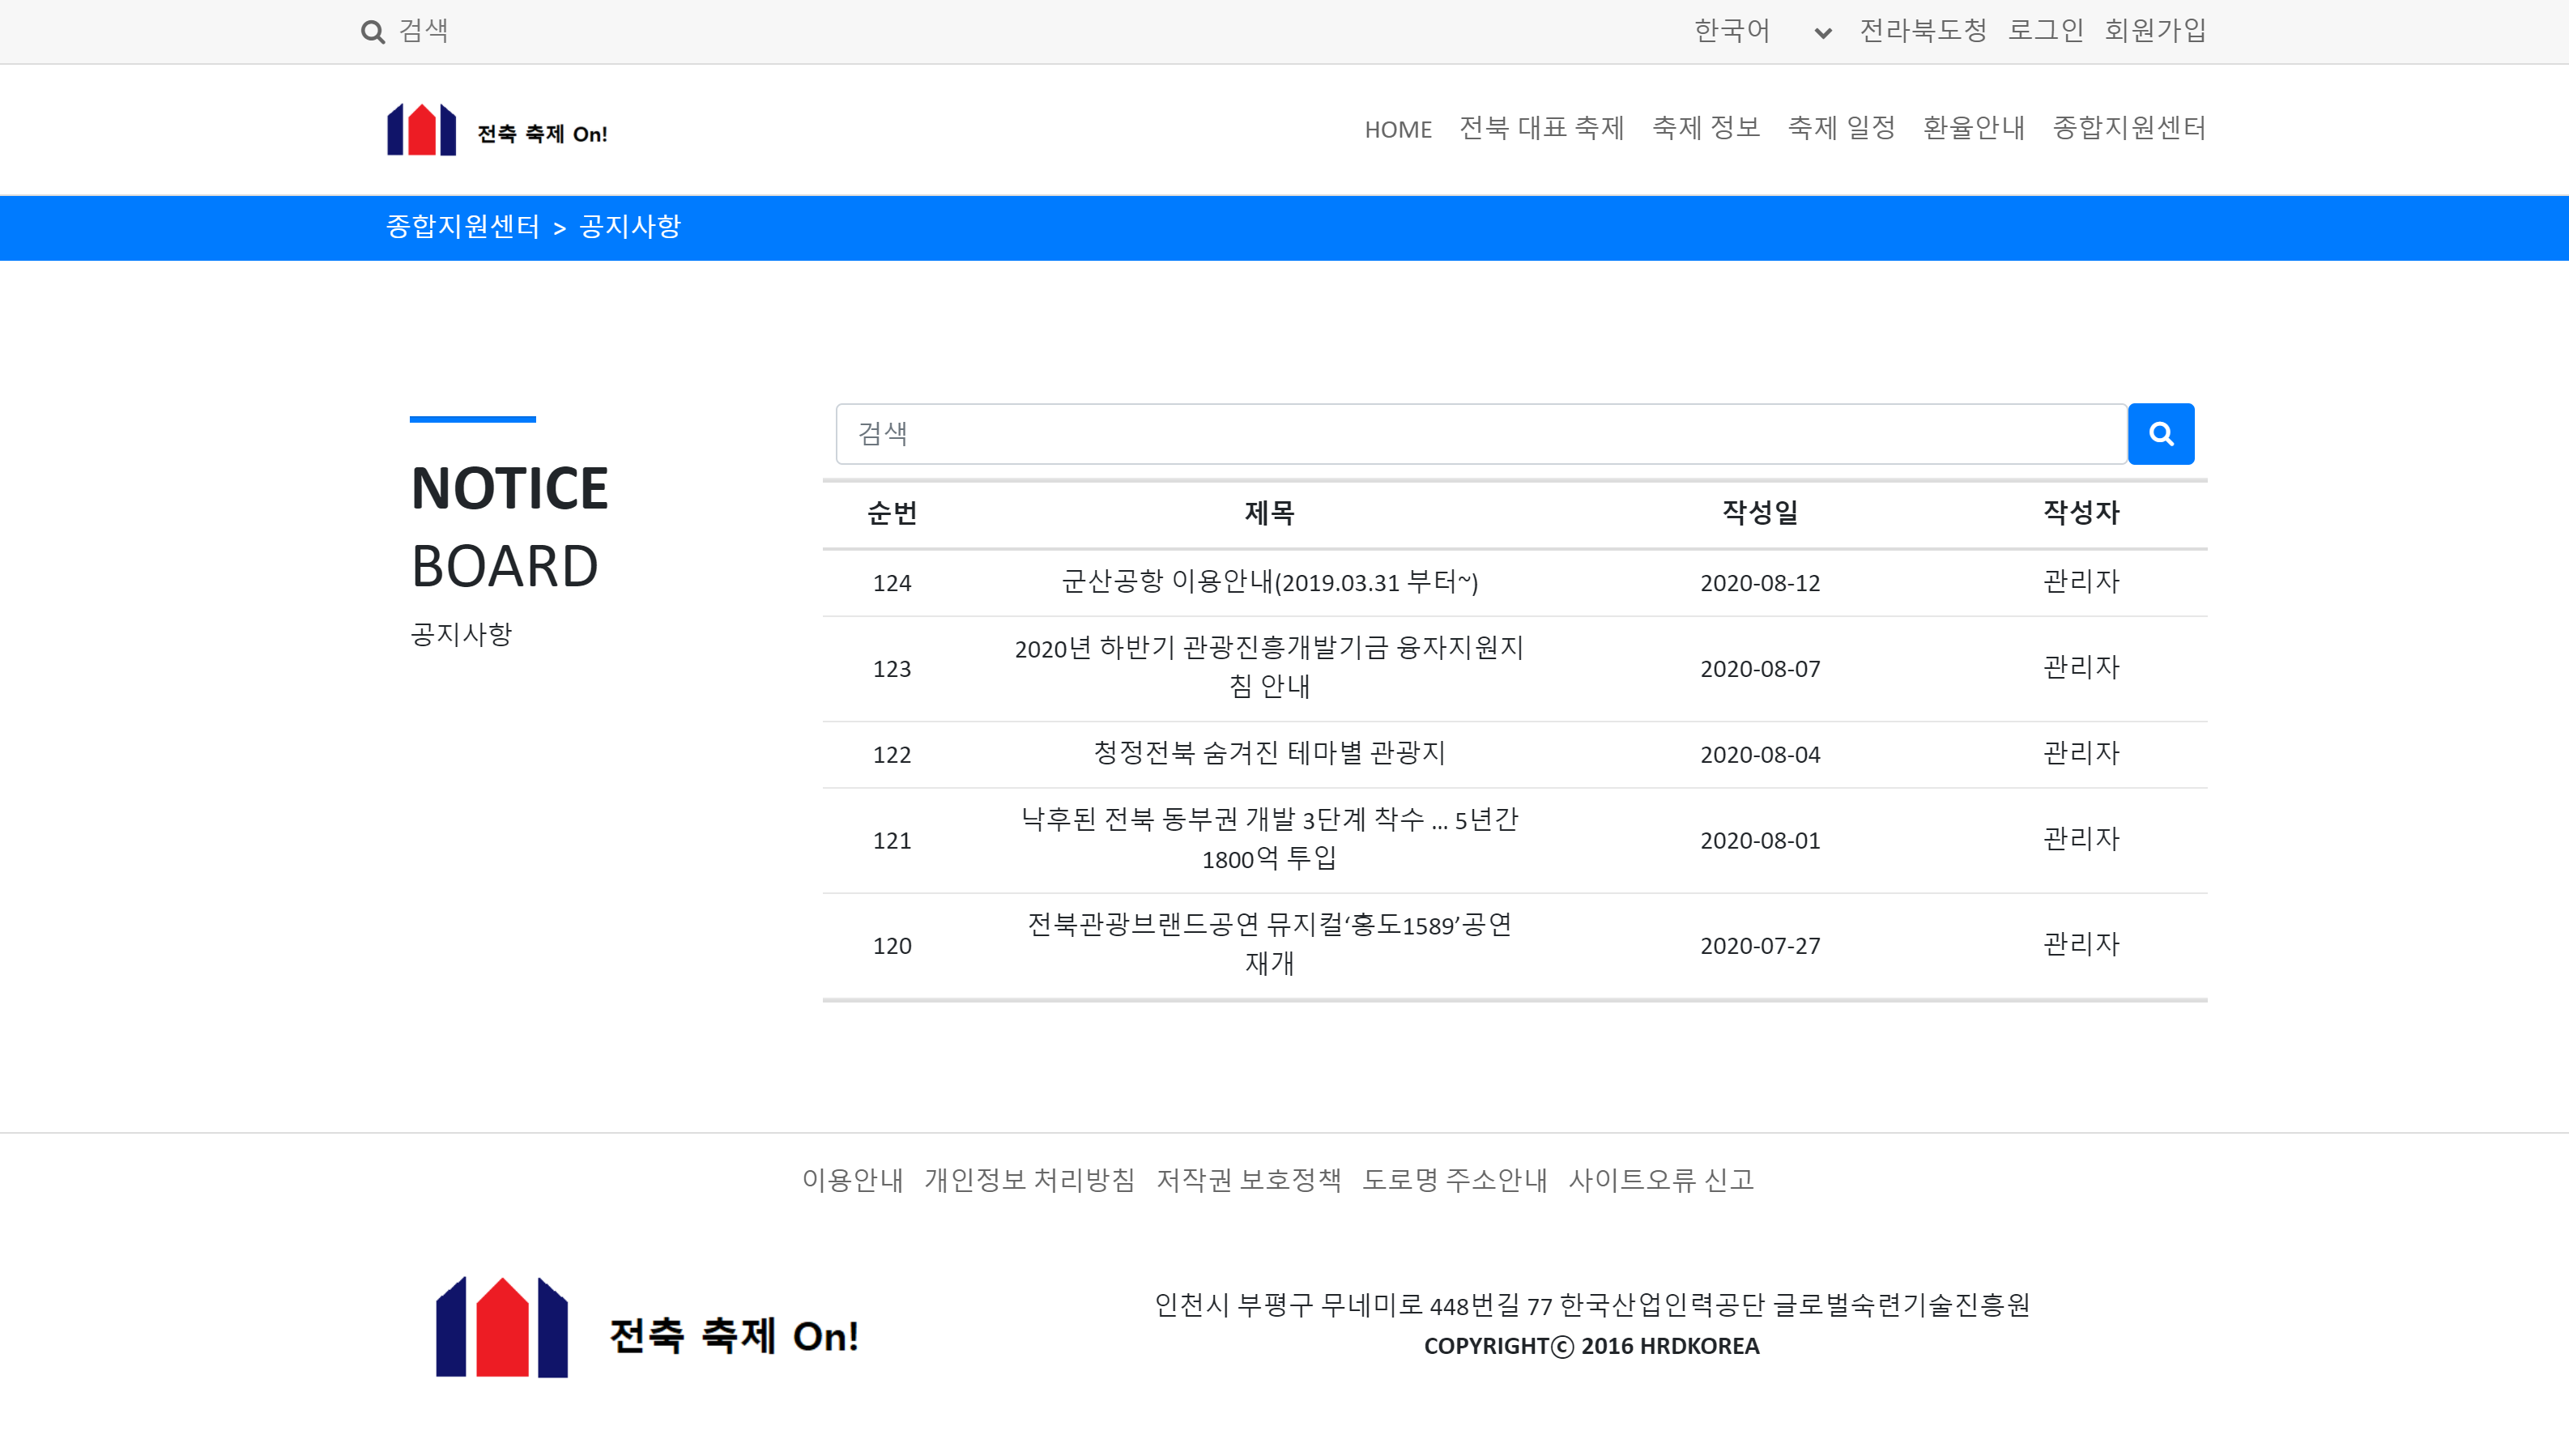 검색
한국어 전라북도청 로그인 회원가입
전축 축제 On!
HOME 전북 대표 축제 축제 정보 축제 일정 환율안내 종합지원센터
종합지원센터 > 공지사항
NOTICE
BOARD
공지사항
검색
순번 제목 작성일 작성자
124 군산공항 이용안내(2019.03.31 부터~) 2020-08-12 관리자
123 2020년 하반기 관광진흥개발기금 융자지원지
침 안내 2020-08-07 관리자
122 청정전북 숨겨진 테마별 관광지 2020-08-04 관리자
121 낙후된 전북 동부권 개발 3단계 착수 ... 5년간
1800억 투입 2020-08-01 관리자
120 전북관광브랜드공연 뮤지컬‘홍도1589’공연
재개 2020-07-27 관리자
이용안내 개인정보 처리방침 저작권 보호정책 도로명 주소안내 사이트오류 신고
전축 축제 On!
인천시 부평구 무네미로 448번길 77 한국산업인력공단 글로벌숙련기술진흥원
COPYRIGHTⓒ 2016 HRDKOREA